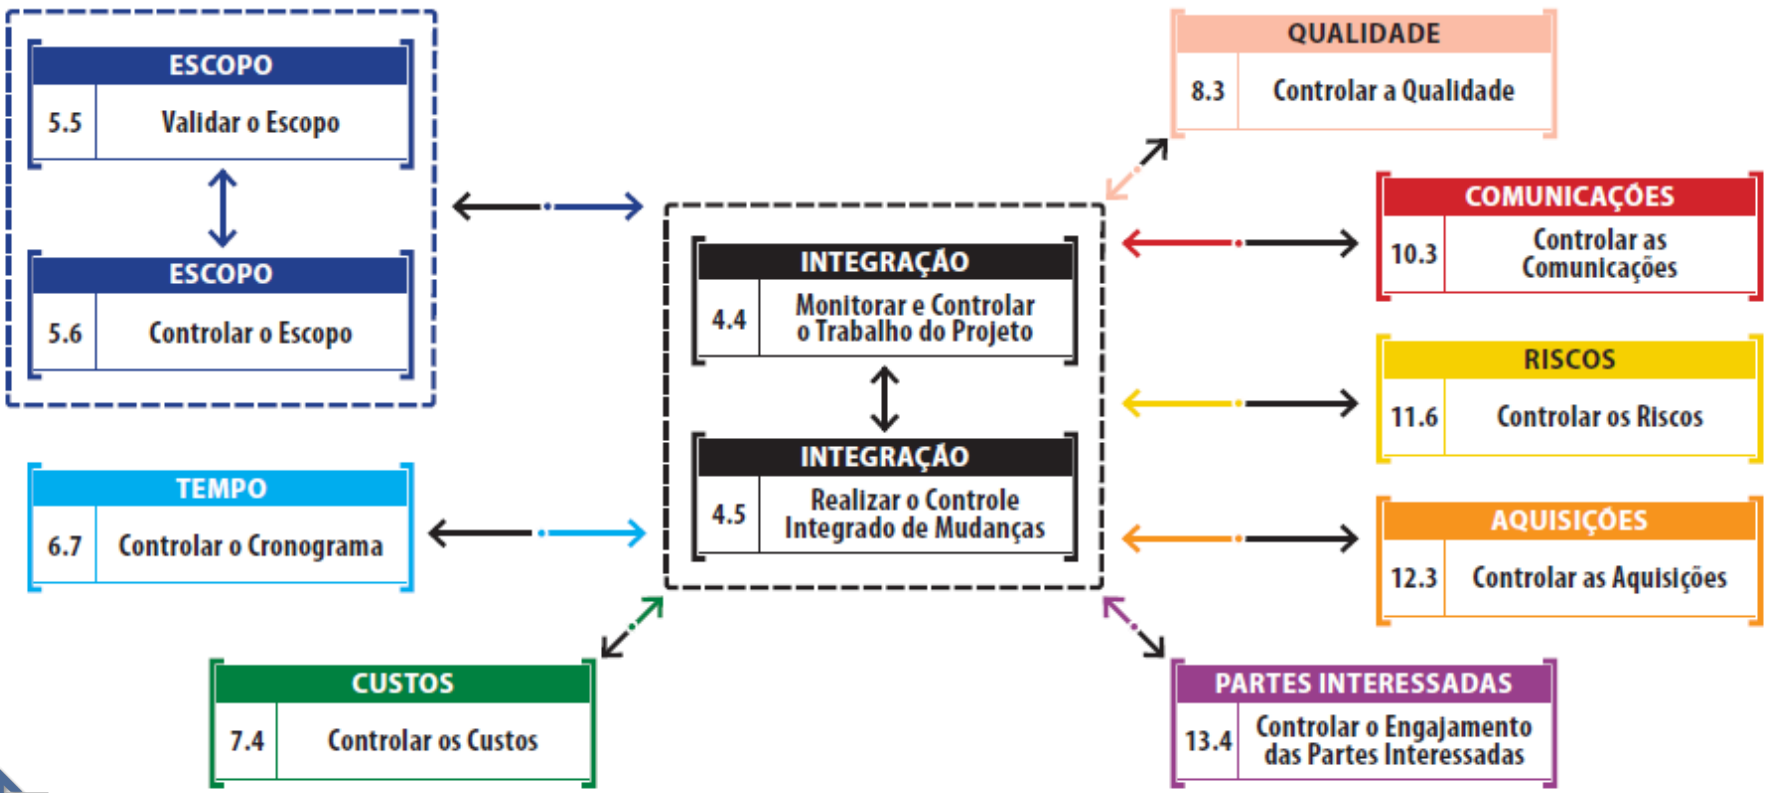 ESCOPO
5.5
Validar o Escopo
ESCOPO
5.6
Controlar o Escopo
TEMPO
6.7
Controlar o Cronograma
CUSTOS
7.4
Controlar os Custos
INTEGRAÇÃO
4.4
Monitorar e Controlar
o Trabalho do Projeto
INTEGRAÇÃO
4.5
Realizar o Controle
Integrado de Mudanças
QUALIDADE
8.3
Controlar a Qualidade
COMUNICAÇÕES
10.3
Controlar as
Comunicações
RISCOS
11.6
Controlar os Riscos
AQUISIÇÕES
12.3
Controlar as Aquisições
PARTES INTERESSADAS
13.4
Controlar o Engajamento
das Partes Interessadas